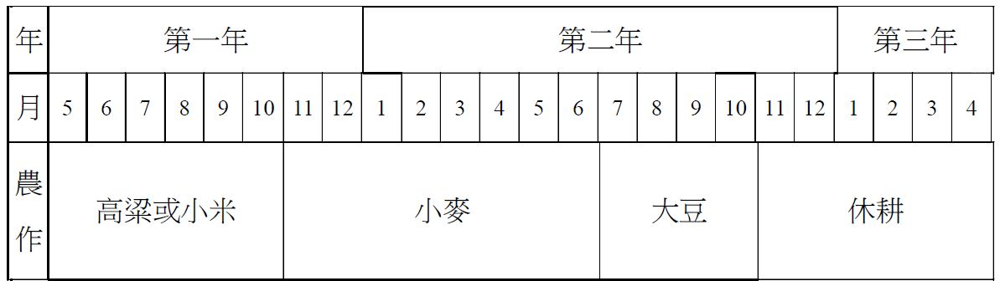 年 第一年 第二年 第三年
月 5 6 7 8 9 10 11 12 1 2 3 4 5 6 7 8 9 10 11 12 1 2 3 4
農作 高粱或小米 小麥 大豆 休耕